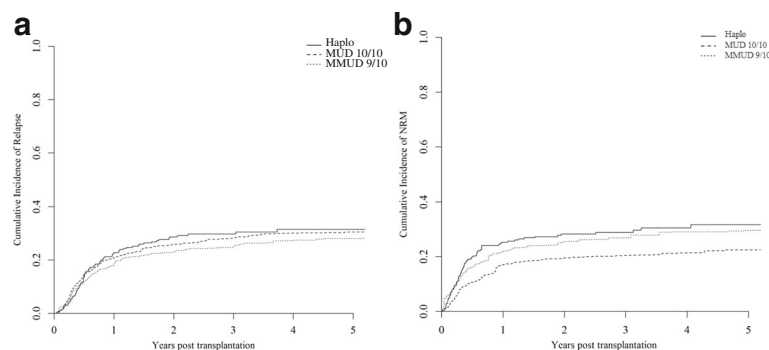 a
Haplo
MUD 10/10
MMUD 9/10
Cumulative Incidence of Relapse
1.0
0.8
0.6
0.4
0.2
0.0
0 1 2 3 4 5
Years post transplantation
b
Haplo
MUD 10/10
MMUD 9/10
Cumulative Incidence of NRM
1.0
0.8
0.6
0.4
0.2
0.0
0 1 2 3 4 5
Years post transplantation